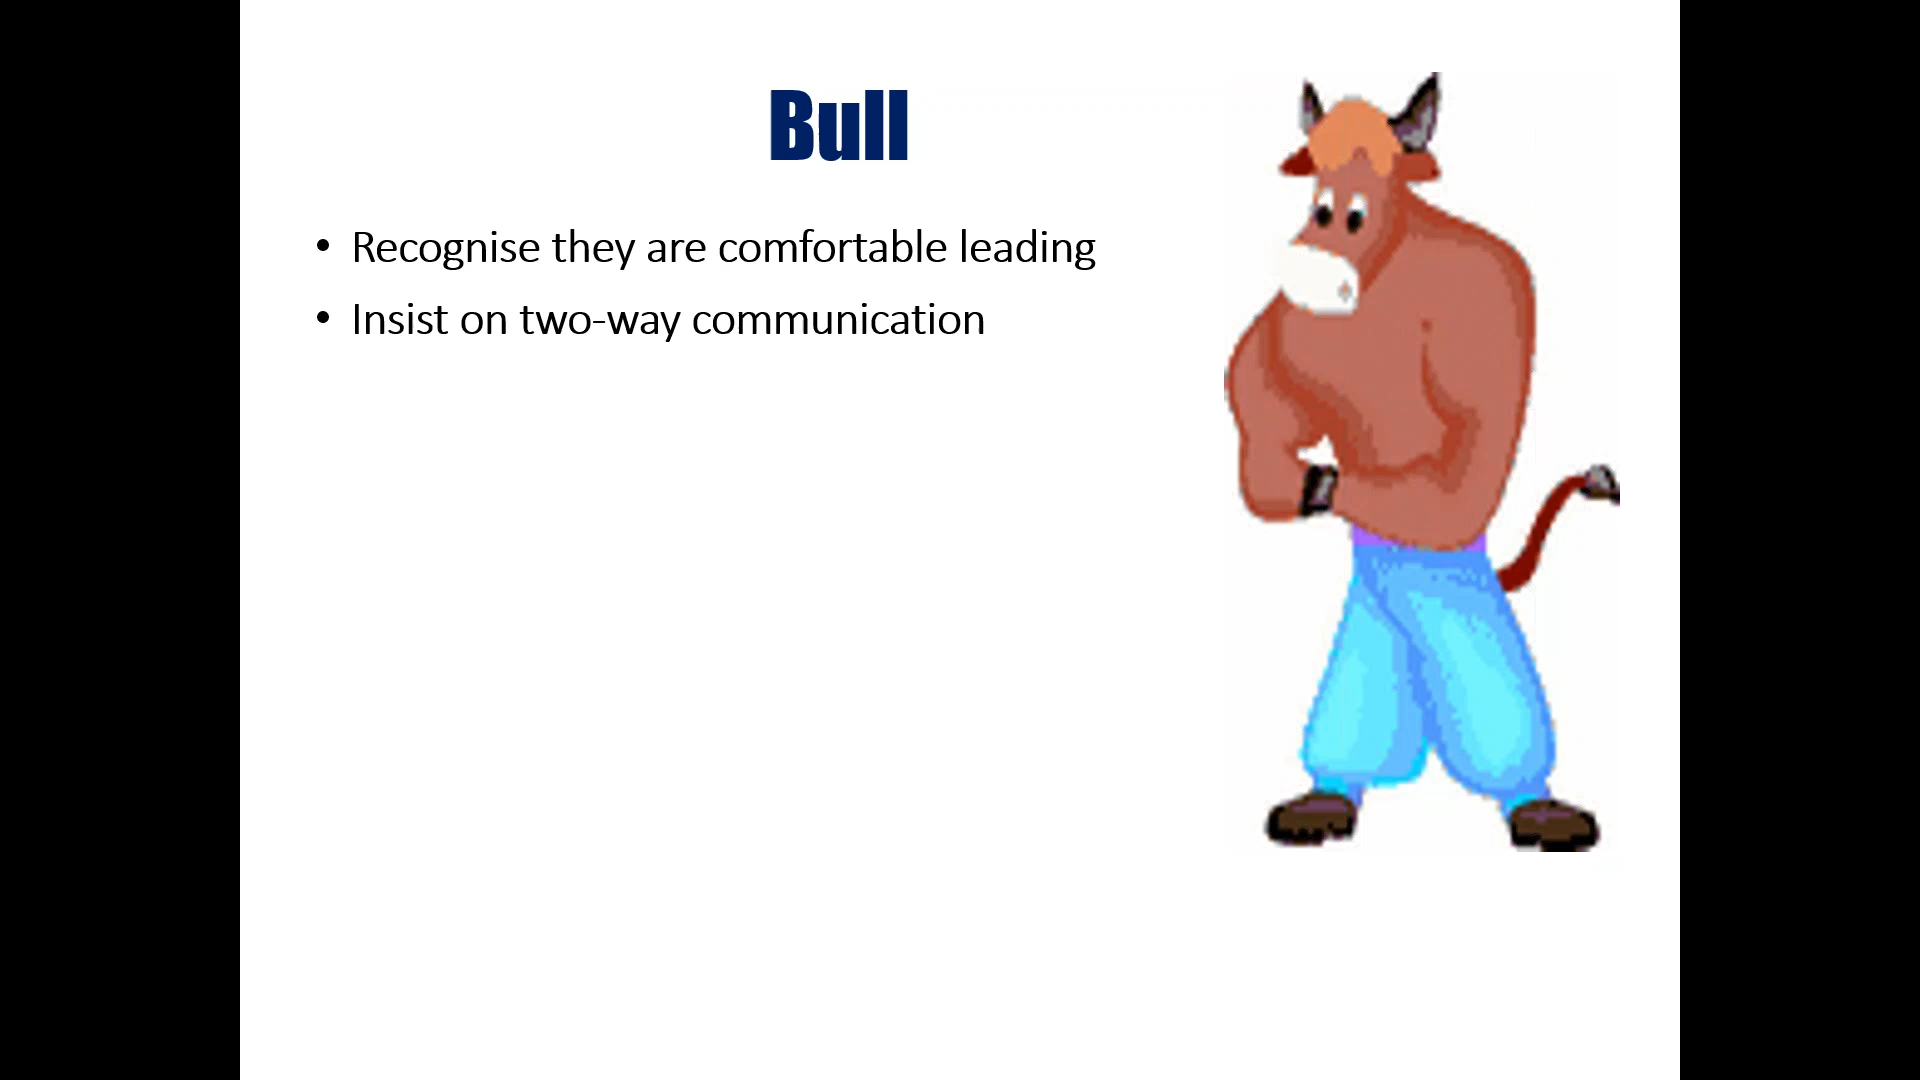 Bull
• Recognise they are comfortable leading
• Insist on two-way communication